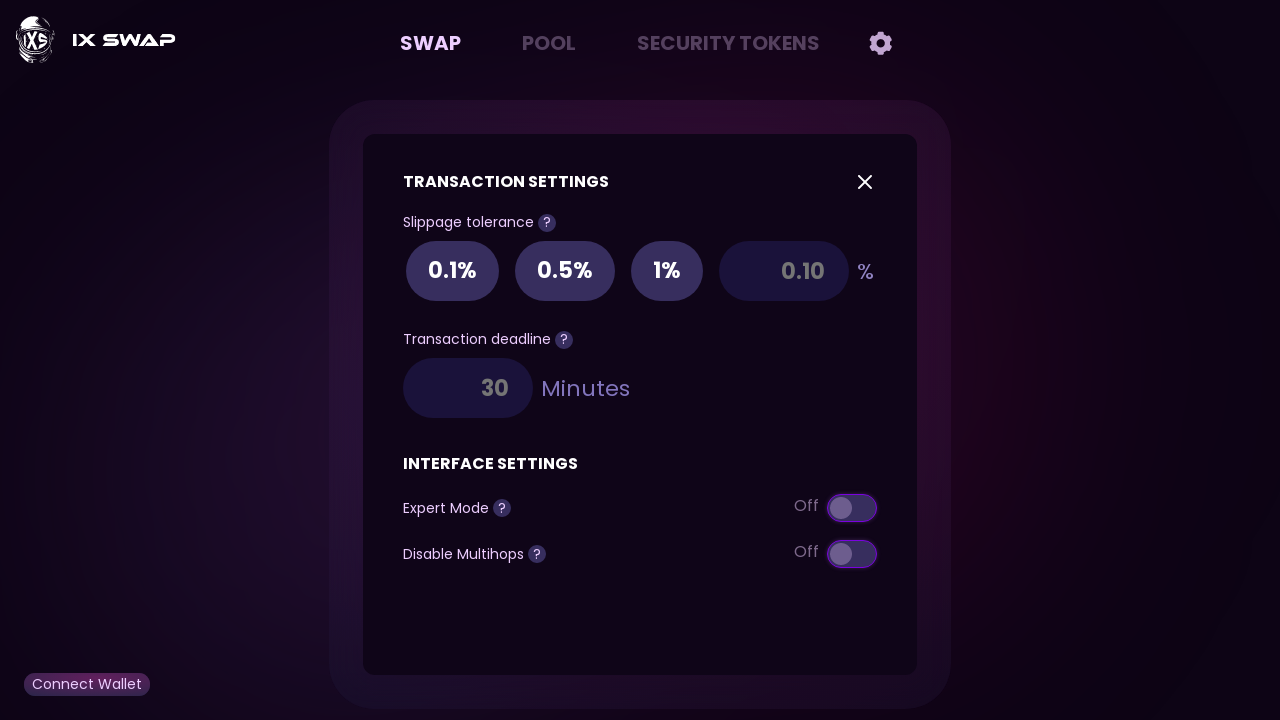 IXS IX SWAP SWAP POOL SECURITY TOKENS
TRANSACTION SETTINGS
Slippage tolerance ?
0.1% 0.5% 1% 0.10 %
Transaction deadline ?
30 Minutes
INTERFACE SETTINGS
Expert Mode ? Off
Disable Multihops ? Off
Connect Wallet